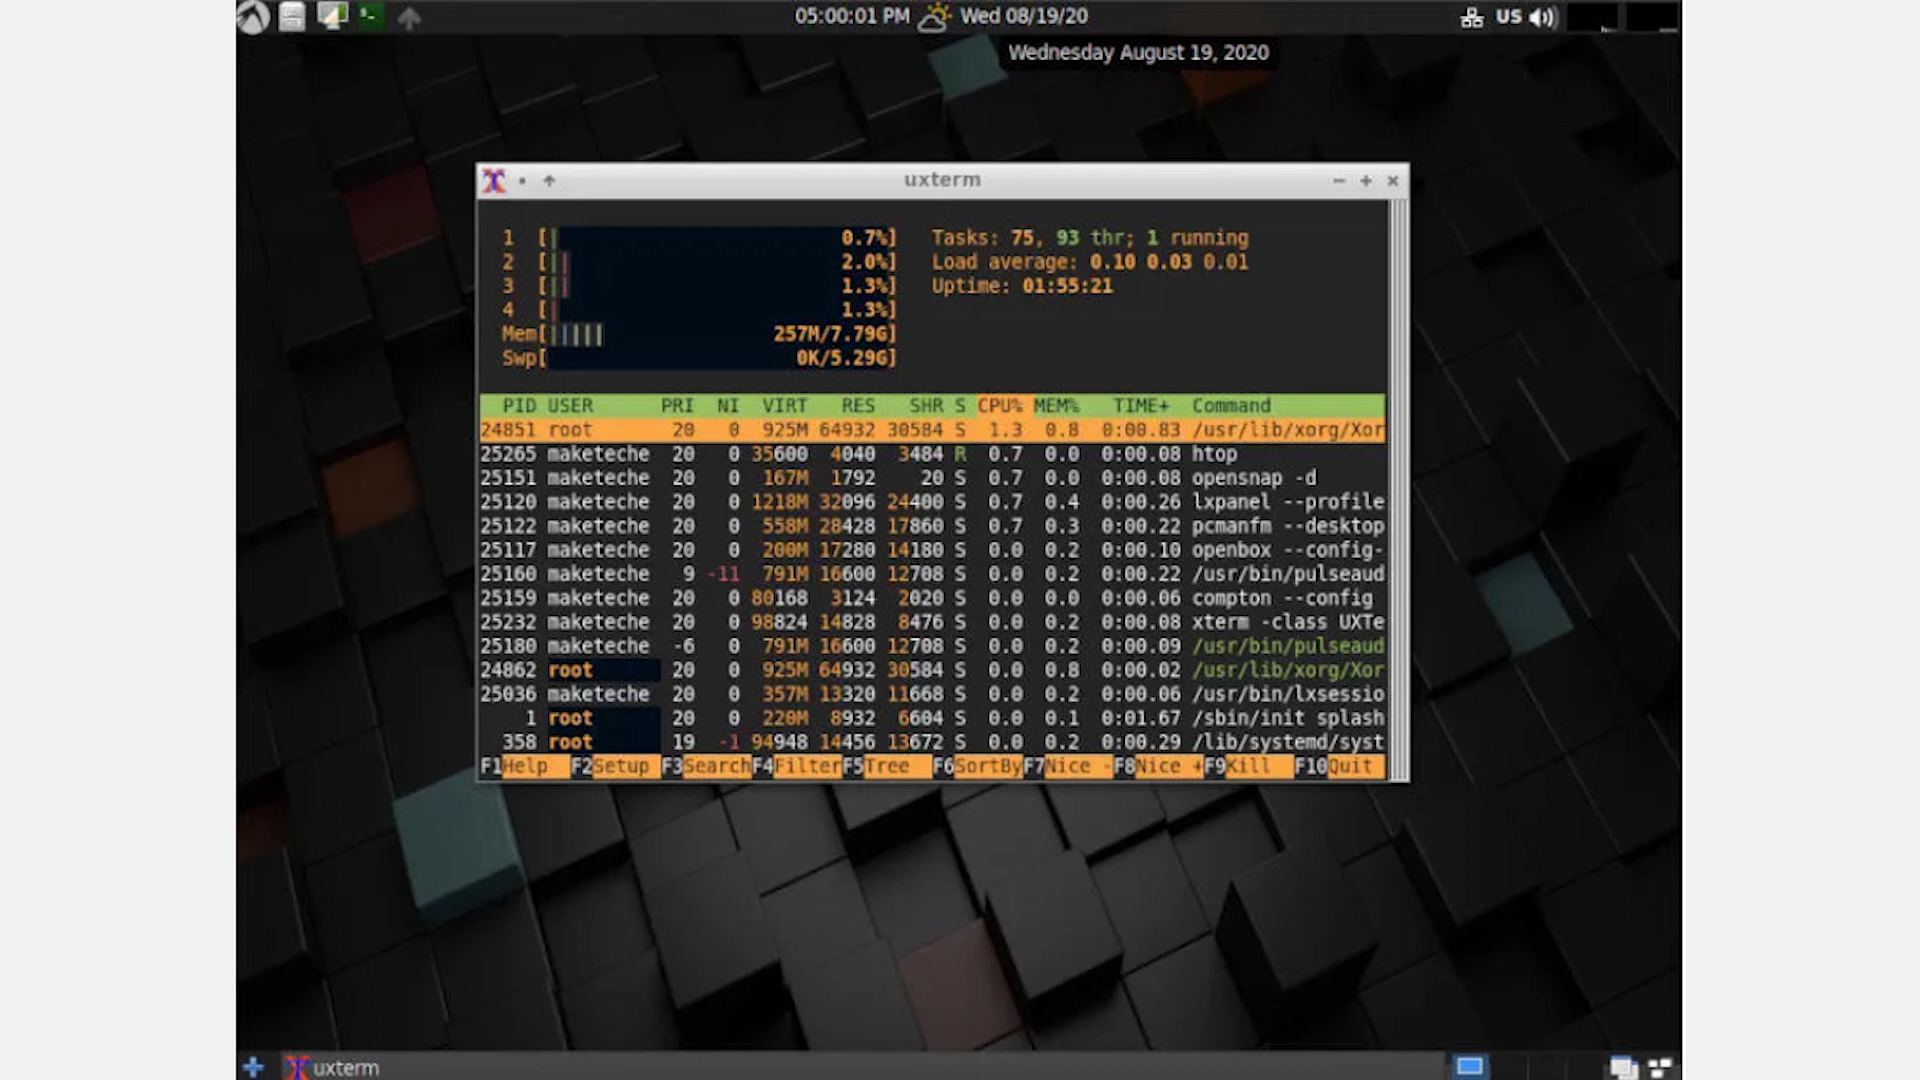 05:00:01 PM Wed 08/19/20 US
Wednesday August 19, 2020
uxterm
1 [ 0.7%] Tasks: 75, 93 thr; 1 running
2 [|| 2.0%] Load average: 0.10 0.03 0.01
3 [|| 1.3%] Uptime: 01:55:21
4 [ 1.3%]
Mem[||||| 257M/7.79G]
Swp[ 0K/5.29G]
PID USER PRI NI VIRT RES SHR S CPU% MEM% TIME+ Command
24851 root 20 0 925M 64932 30584 S 1.3 0.8 0:00.83 /usr/lib/xorg/Xor
25265 maketeche 20 0 35600 4040 3484 R 0.7 0.0 0:00.08 htop
25151 maketeche 20 0 167M 1792 20 S 0.7 0.0 0:00.08 opensnap -d
25120 maketeche 20 0 1218M 32096 24400 S 0.7 0.4 0:00.26 lxpanel --profile
25122 maketeche 20 0 558M 28428 17860 S 0.7 0.3 0:00.22 pcmanfm --desktop
25117 maketeche 20 0 200M 17280 14180 S 0.0 0.2 0:00.10 openbox --config-
25160 maketeche 9 -11 791M 16600 12708 S 0.0 0.2 0:00.22 /usr/bin/pulseaud
25159 maketeche 20 0 80168 3124 2020 S 0.0 0.0 0:00.06 compton --config
25232 maketeche 20 0 98824 14828 8476 S 0.0 0.2 0:00.08 xterm -class UXTe
25180 maketeche -6 0 791M 16600 12708 S 0.0 0.2 0:00.09 /usr/bin/pulseaud
24862 root 20 0 925M 64932 30584 S 0.0 0.8 0:00.02 /usr/lib/xorg/Xor
25036 maketeche 20 0 357M 13320 11668 S 0.0 0.2 0:00.06 /usr/bin/lxsessio
1 root 20 0 220M 8932 6604 S 0.0 0.1 0:01.67 /sbin/init splash
358 root 19 -1 94948 14456 13672 S 0.0 0.2 0:00.29 /lib/systemd/syst
F1Help F2Setup F3SearchF4FilterF5Tree F6SortByF7Nice -F8Nice +F9Kill F10Quit
uxterm